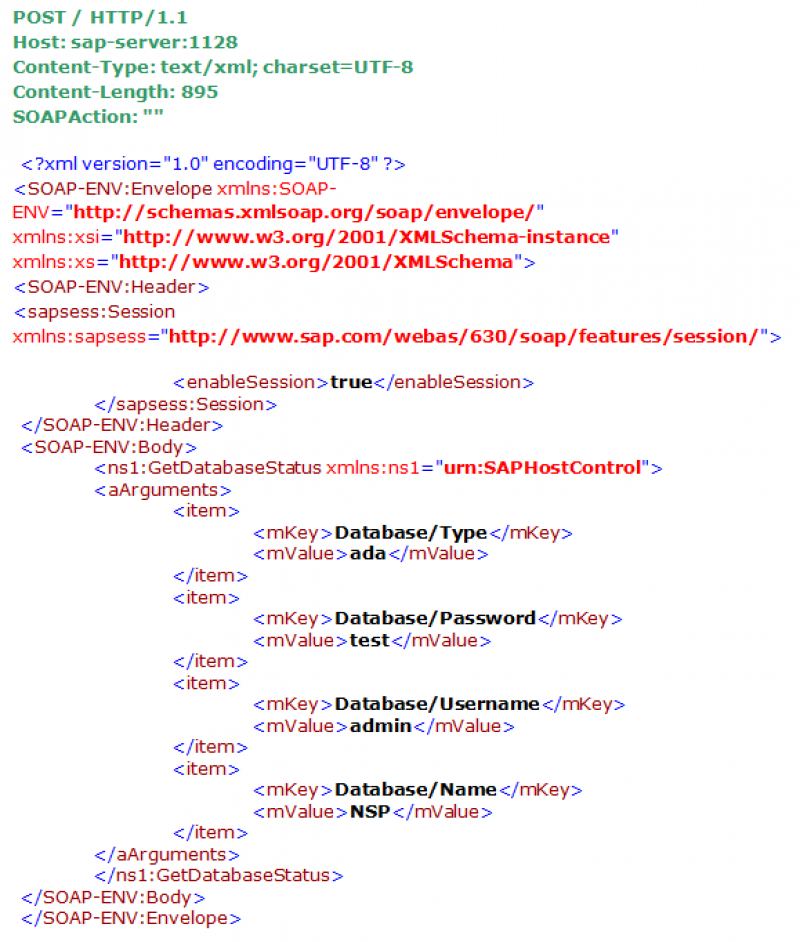 POST / HTTP/1.1
Host: sap-server:1128
Content-Type: text/xml; charset=UTF-8
Content-Length: 895
SOAPAction: ""
<?xml version="1.0" encoding="UTF-8" ?>
<SOAP-ENV:Envelope xmlns:SOAP-
ENV="http://schemas.xmlsoap.org/soap/envelope/"
xmlns:xsi="http://www.w3.org/2001/XMLSchema-instance"
xmlns:xs="http://www.w3.org/2001/XMLSchema">
<SOAP-ENV:Header>
<sapsess:Session
xmlns:sapsess="http://www.sap.com/webas/630/soap/features/session/">
<enableSession>true</enableSession>
</sapsess:Session>
</SOAP-ENV:Header>
<SOAP-ENV:Body>
<ns1:GetDatabaseStatus xmlns:ns1="urn:SAPHostControl">
<aArguments>
<item>
<mKey>Database/Type</mKey>
<mValue>ada</mValue>
</item>
<item>
<mKey>Database/Password</mKey>
<mValue>test</mValue>
</item>
<item>
<mKey>Database/Username</mKey>
<mValue>admin</mValue>
</item>
<item>
<mKey>Database/Name</mKey>
<mValue>NSP</mValue>
</item>
</aArguments>
</ns1:GetDatabaseStatus>
</SOAP-ENV:Body>
</SOAP-ENV:Envelope>